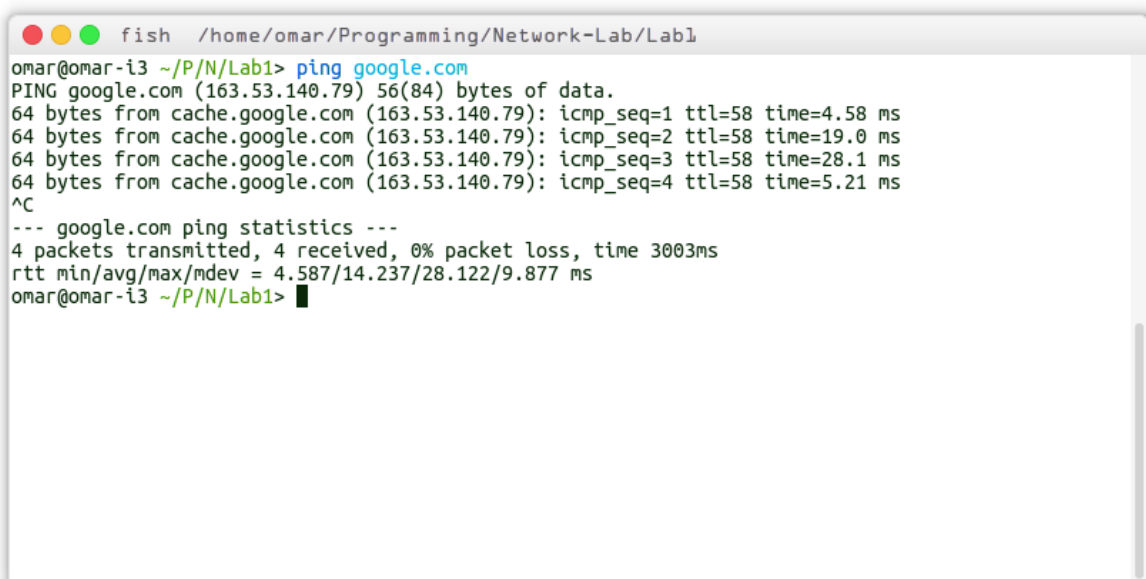 fish /home/omar/Programming/Network-Lab/Lab1
omar@omar-i3 ~/P/N/Lab1> ping google.com
PING google.com (163.53.140.79) 56(84) bytes of data.
64 bytes from cache.google.com (163.53.140.79): icmp_seq=1 ttl=58 time=4.58 ms
64 bytes from cache.google.com (163.53.140.79): icmp_seq=2 ttl=58 time=19.0 ms
64 bytes from cache.google.com (163.53.140.79): icmp_seq=3 ttl=58 time=28.1 ms
64 bytes from cache.google.com (163.53.140.79): icmp_seq=4 ttl=58 time=5.21 ms
^C
--- google.com ping statistics ---
4 packets transmitted, 4 received, 0% packet loss, time 3003ms
rtt min/avg/max/mdev = 4.587/14.237/28.122/9.877 ms
omar@omar-i3 ~/P/N/Lab1>